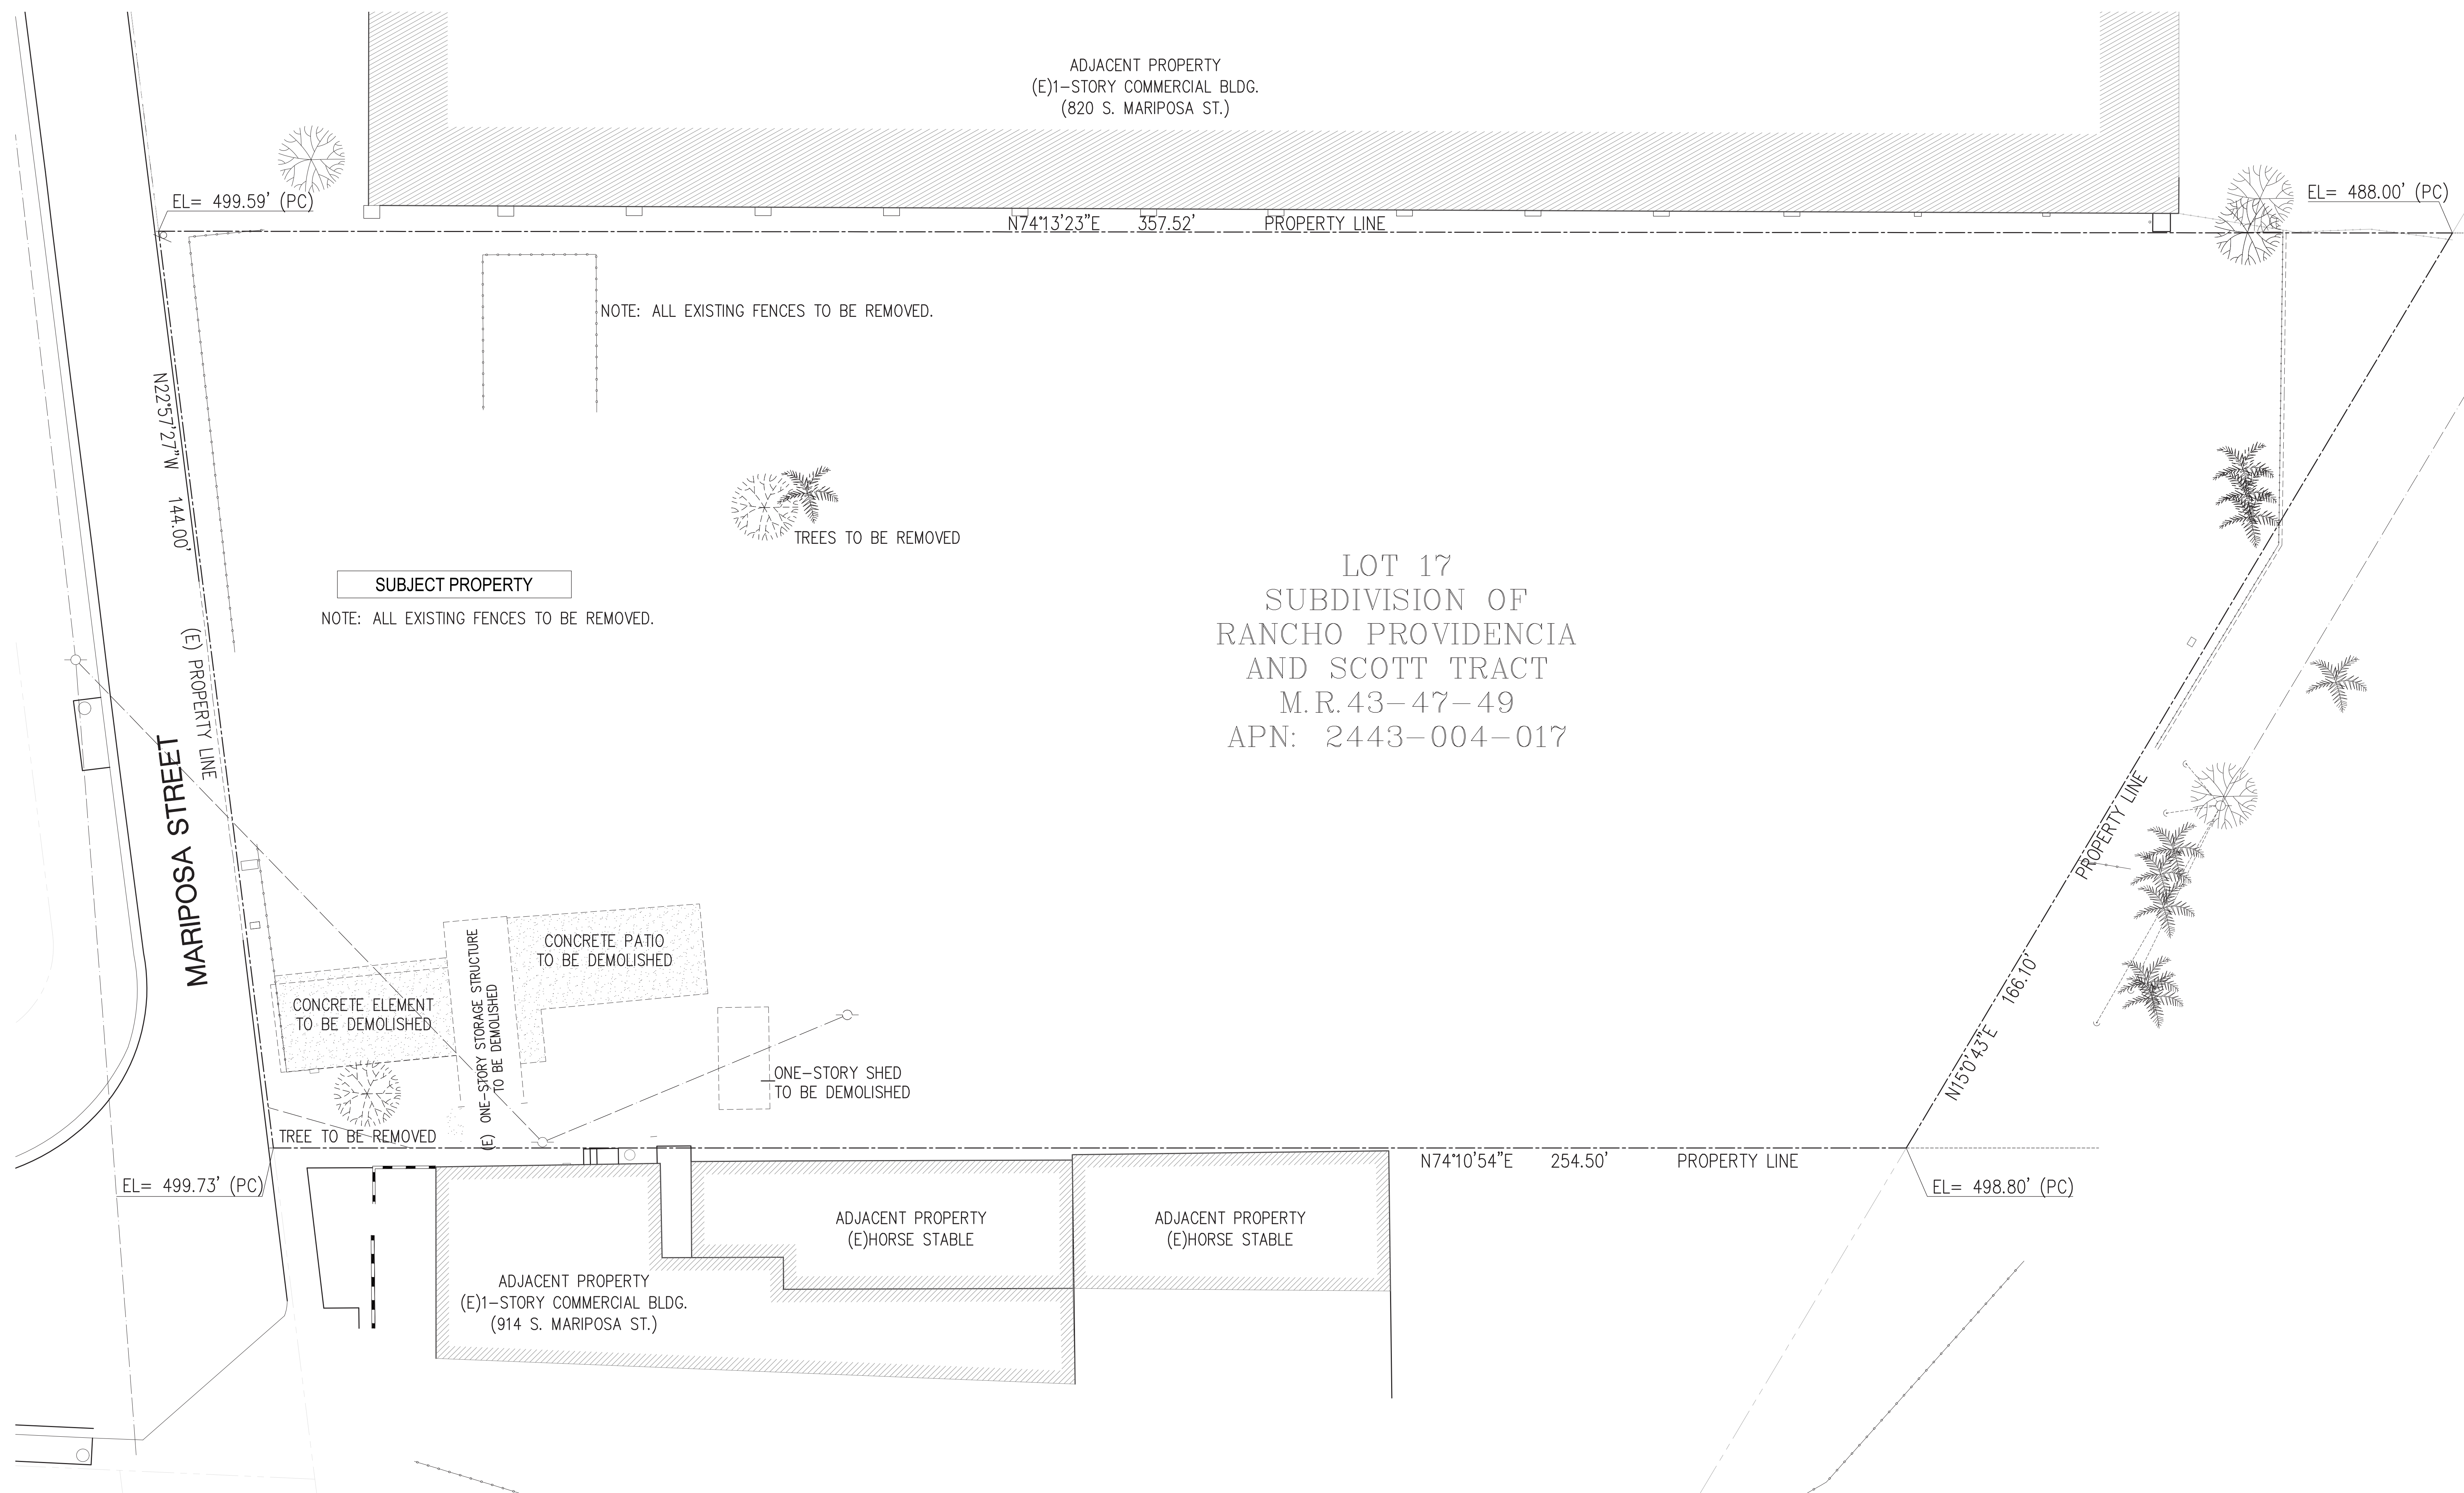 ADJACENT PROPERTY
(E)1-STORY COMMERCIAL BLDG.
(820 S. MARIPOSA ST.)
EL= 499.59' (PC)
EL= 488.00' (PC)
N74°13'23"E 357.52' PROPERTY LINE
NOTE: ALL EXISTING FENCES TO BE REMOVED.
N22°57'27"W 144.00' (E) PROPERTY LINE
TREES TO BE REMOVED
SUBJECT PROPERTY
NOTE: ALL EXISTING FENCES TO BE REMOVED.
LOT 17
SUBDIVISION OF
RANCHO PROVIDENCIA
AND SCOTT TRACT
M.R.43-47-49
APN: 2443-004-017
MARIPOSA STREET
N15°0'43"E 166.10' PROPERTY LINE
CONCRETE PATIO
TO BE DEMOLISHED
CONCRETE ELEMENT
TO BE DEMOLISHED
(E) ONE-STORY STORAGE STRUCTURE
TO BE DEMOLISHED
ONE-STORY SHED
TO BE DEMOLISHED
TREE TO BE REMOVED
N74°10'54"E 254.50' PROPERTY LINE
EL= 499.73' (PC)
EL= 498.80' (PC)
ADJACENT PROPERTY
(E)HORSE STABLE
ADJACENT PROPERTY
(E)HORSE STABLE
ADJACENT PROPERTY
(E)1-STORY COMMERCIAL BLDG.
(914 S. MARIPOSA ST.)